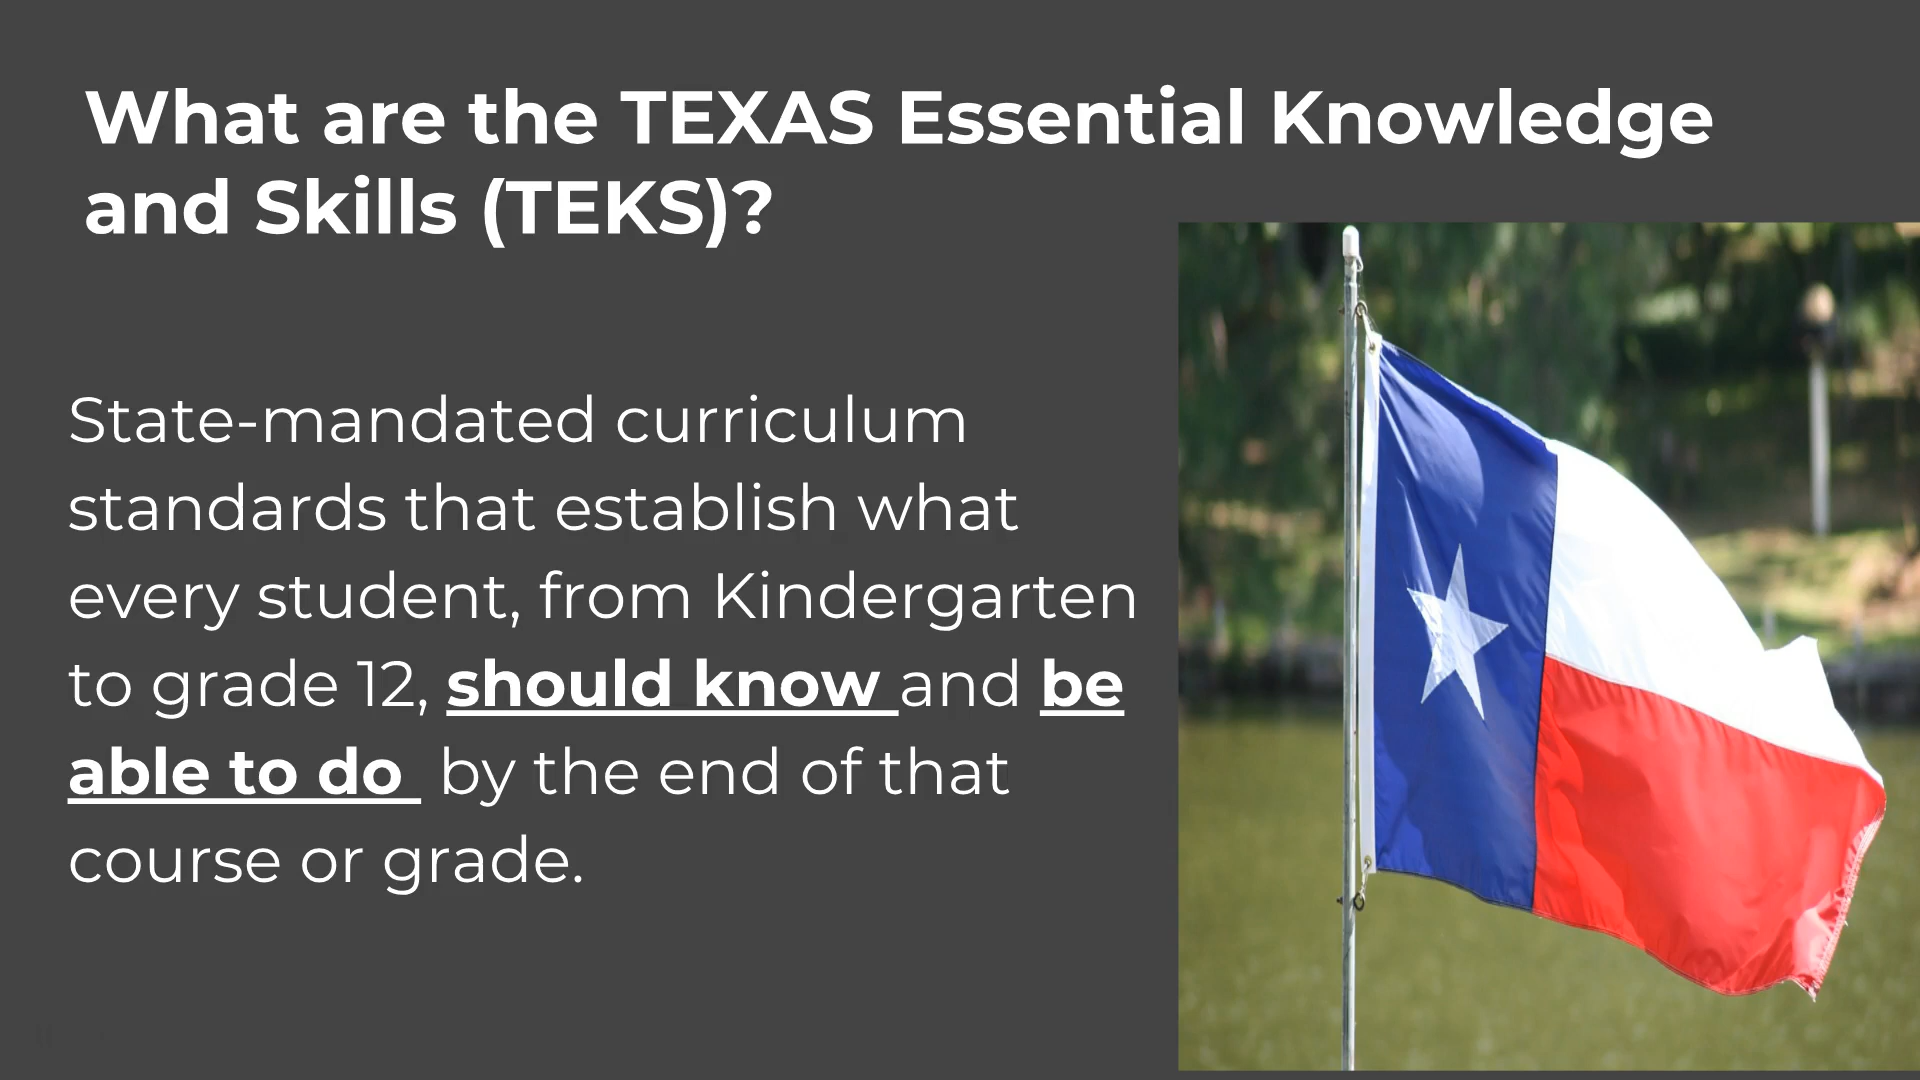 What are the TEXAS Essential Knowledge
and Skills (TEKS)?
State-mandated curriculum
standards that establish what
every student, from Kindergarten
to grade 12, should know and be
able to do by the end of that
course or grade.